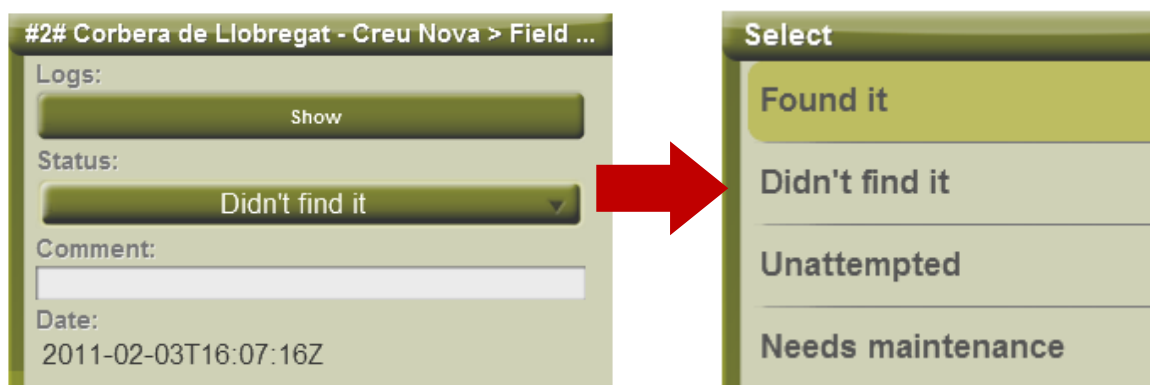 #2# Corbera de Llobregat - Creu Nova > Field ...
Logs:
Show
Status:
Didn't find it
Comment:
Date:
2011-02-03T16:07:16Z
Select
Found it
Didn't find it
Unattempted
Needs maintenance